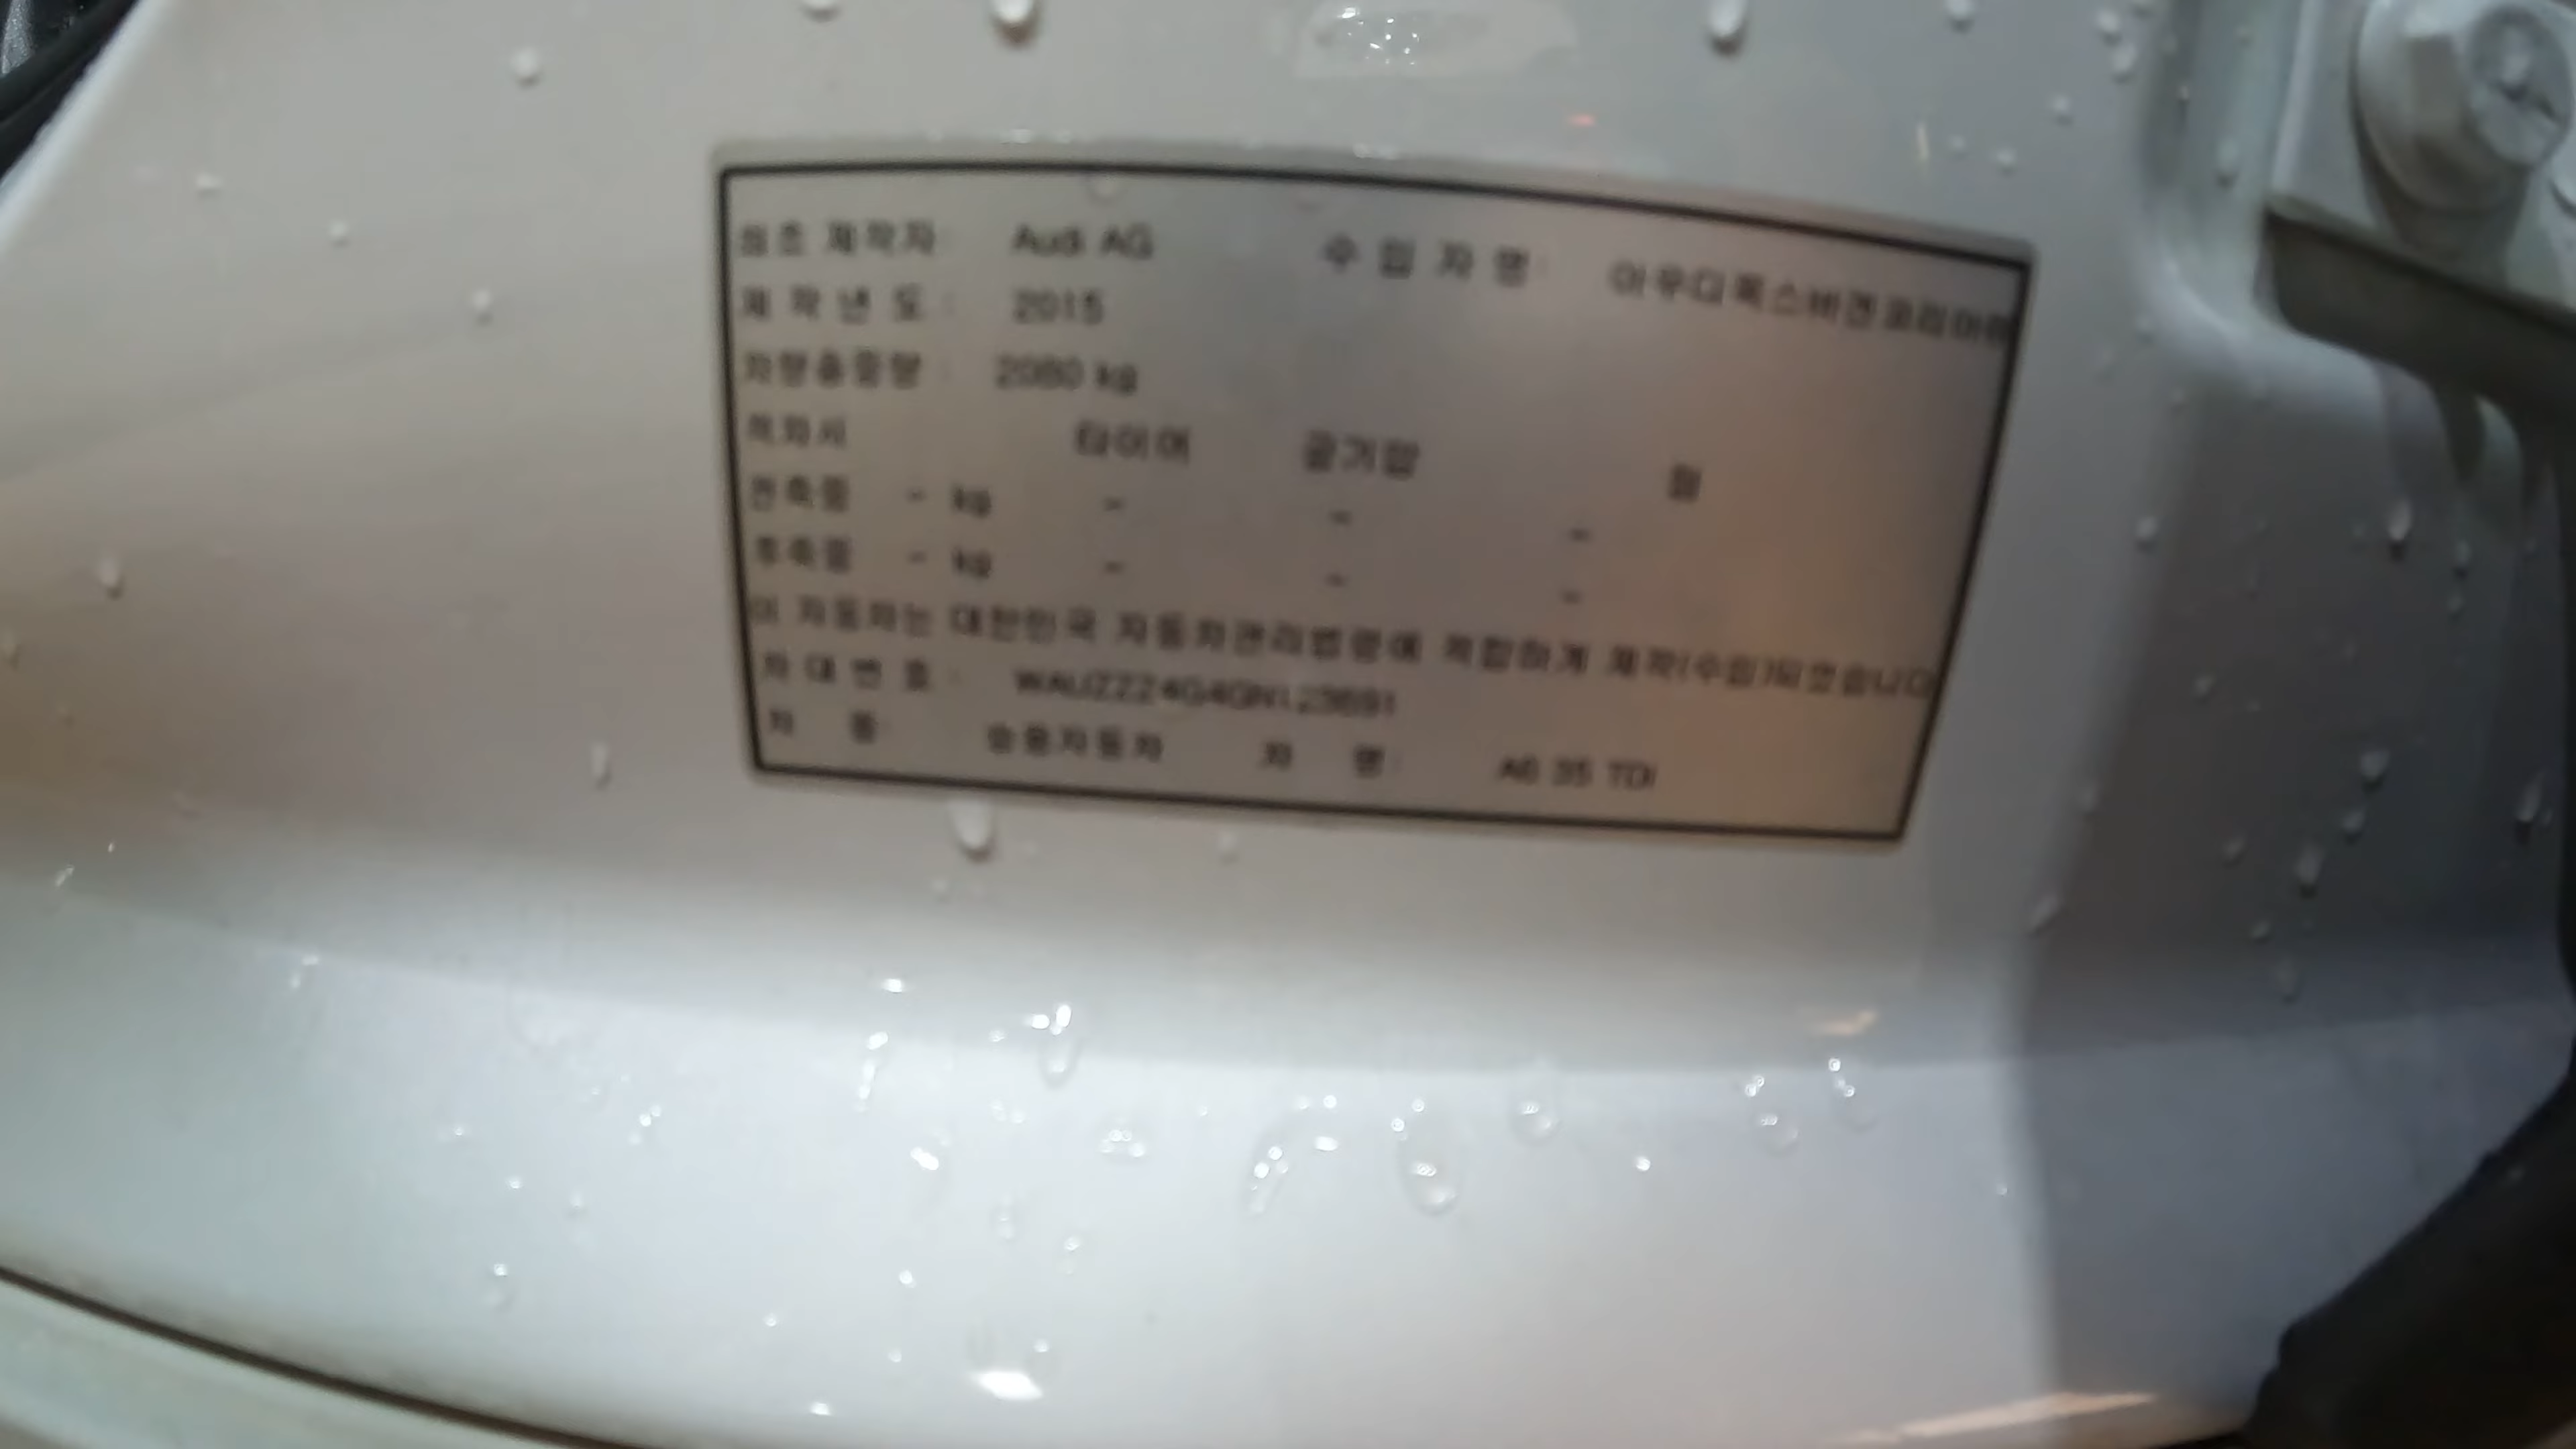 최초 제작자: Audi AG 수 입 자 명: 아우디폭스바겐코리아㈜
제 작 년 도 : 2015
차량총중량 : 2080 kg
적차시 타이어 공기압 림
전축중 - kg - - -
후축중 - kg - - -
이 자동차는 대한민국 자동차관리법령에 적합하게 제작(수입)되었습니다
차 대 번 호 :
차 종: 승용자동차 차 명: A6 35 TDI